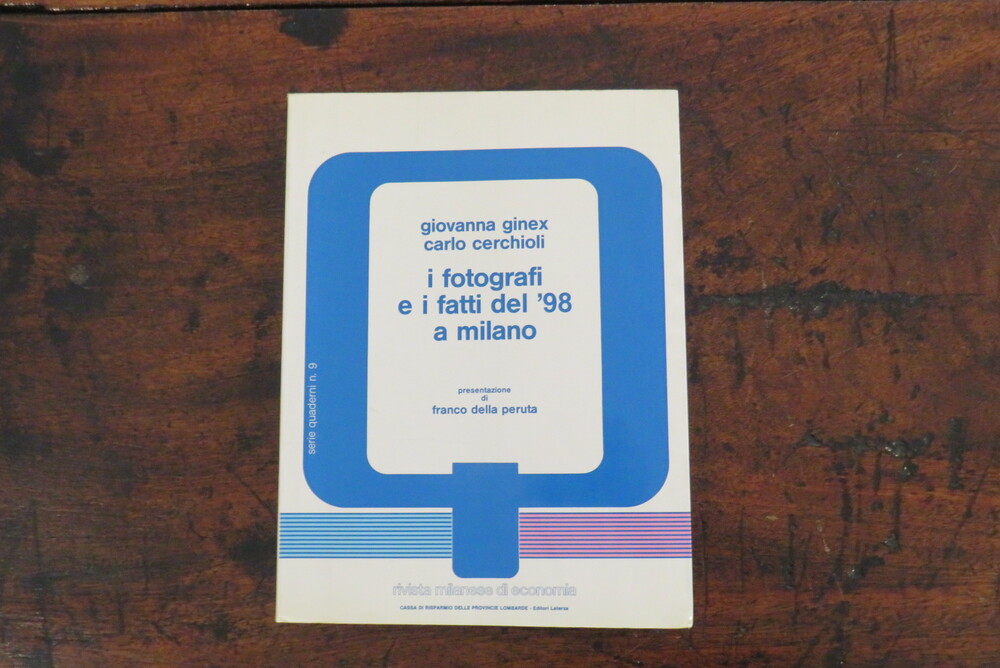 giovanna ginex
carlo cerchioli
i fotografi
e i fatti del '98
a milano
presentazione
di
franco della peruta
serie quaderni n. 9
rivista milanese di economia
CASSA DI RISPARMIO DELLE PROVINCIE LOMBARDE - Editori Laterza